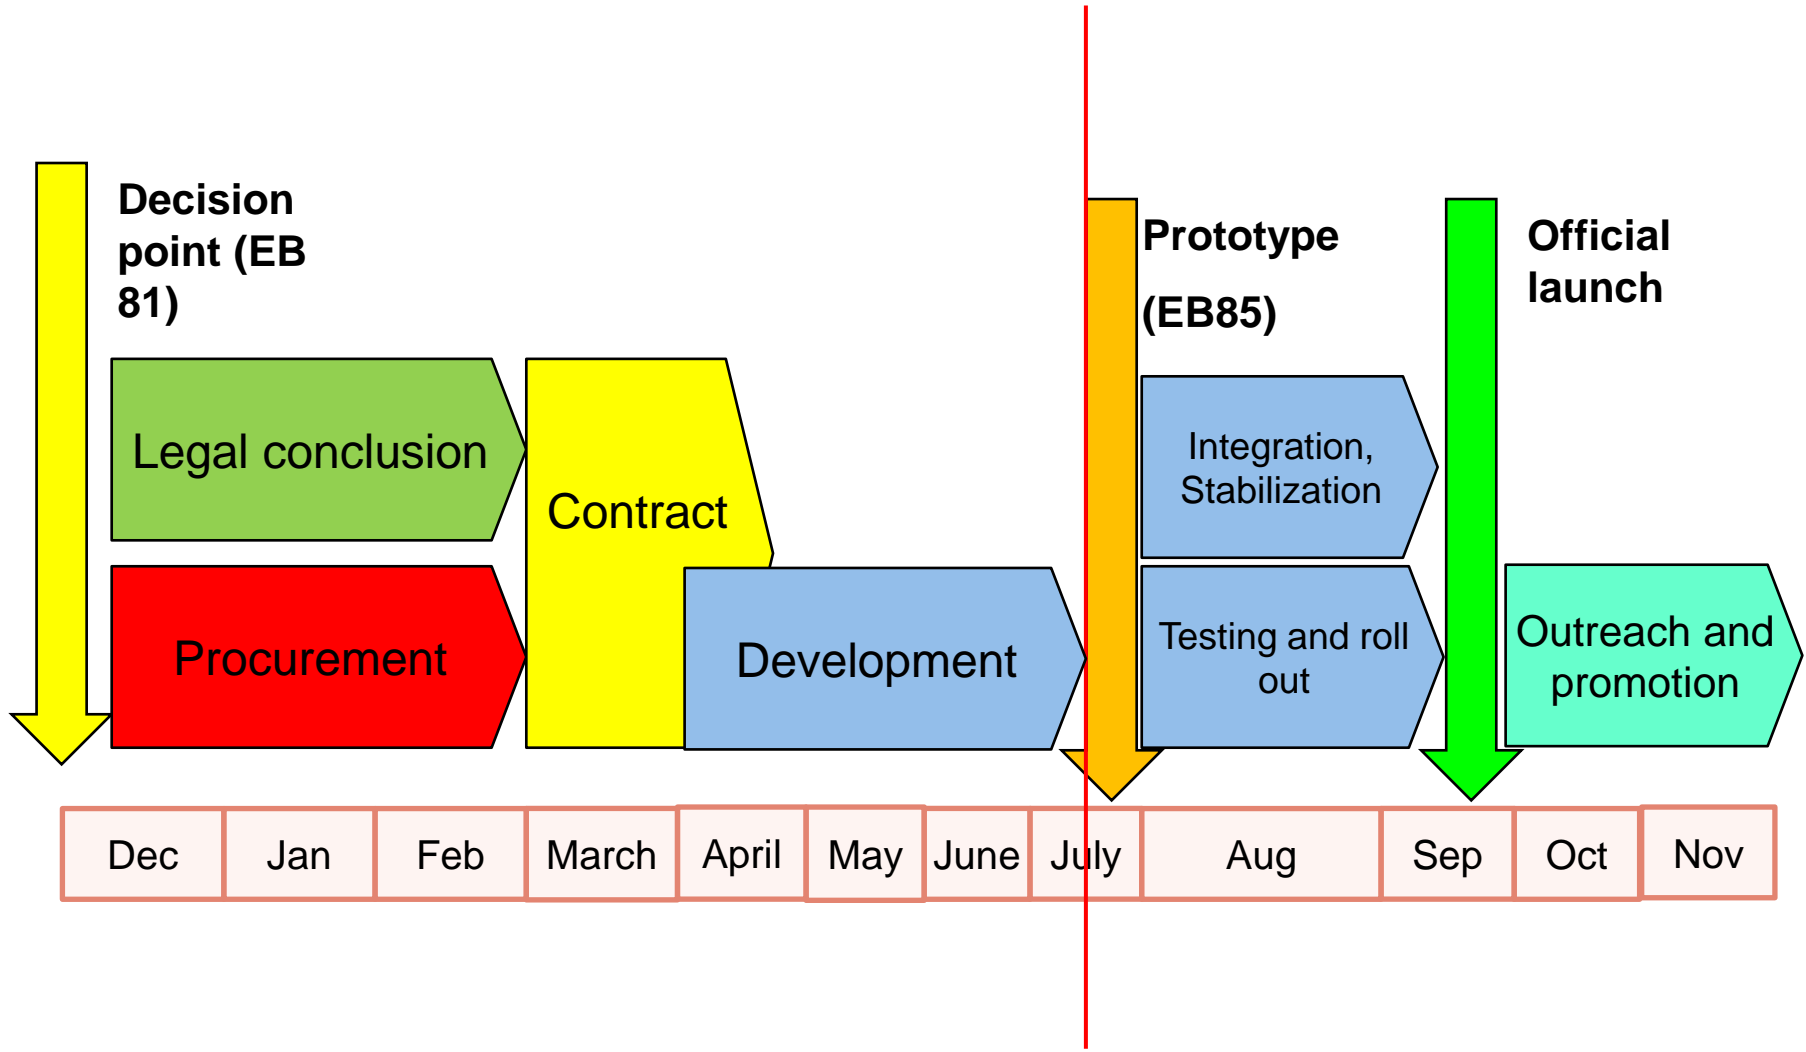 Decision
point (EB
81)
Prototype
(EB85)
Official
launch
Legal conclusion
Contract
Integration,
Stabilization
Procurement
Development
Testing and roll
out
Outreach and
promotion
Dec
Jan
Feb
March
April
May
June
July
Aug
Sep
Oct
Nov